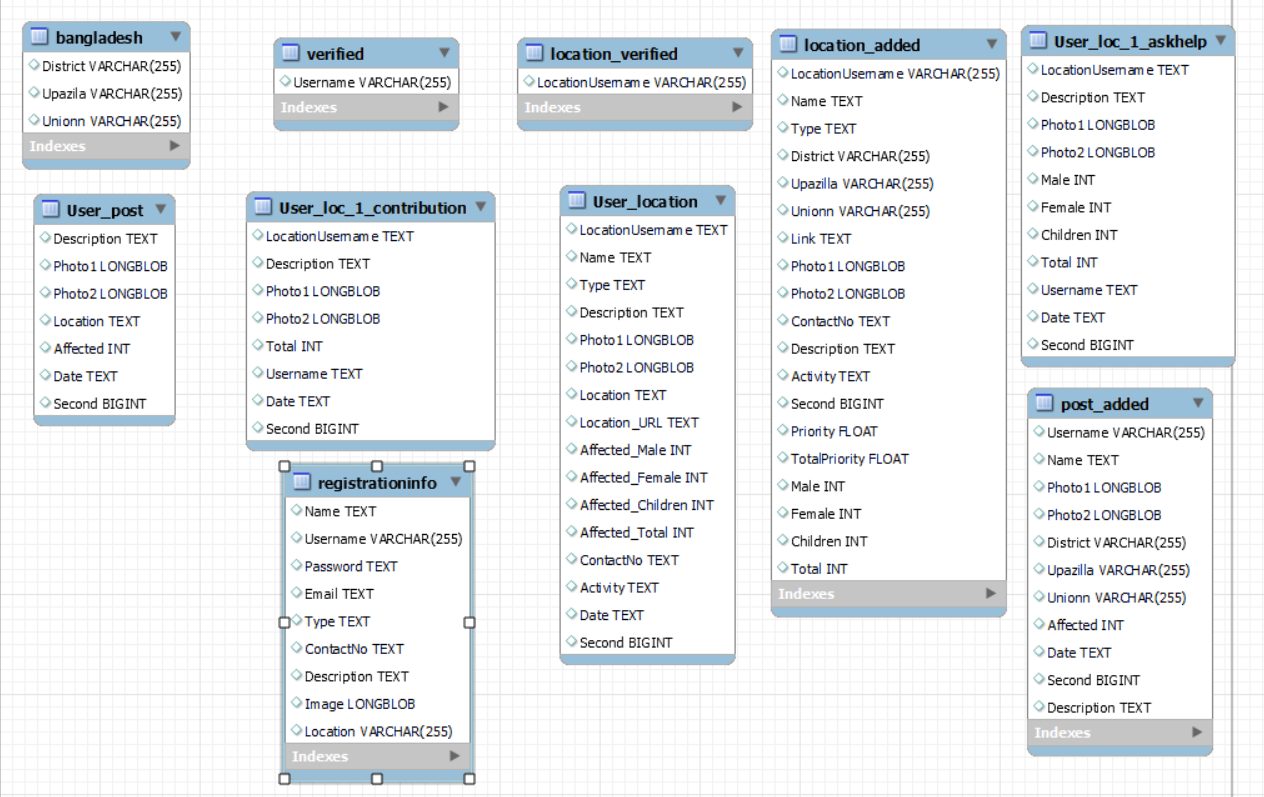 bangladesh
District VARCHAR(255)
Upazila VARCHAR(255)
Unionn VARCHAR(255)
Indexes
verified
Username VARCHAR(255)
Indexes
location_verified
LocationUsername VARCHAR(255)
Indexes
location_added
LocationUsername VARCHAR(255)
Name TEXT
Type TEXT
District VARCHAR(255)
Upazilla VARCHAR(255)
Unionn VARCHAR(255)
Link TEXT
Photo1 LONGBLOB
Photo2 LONGBLOB
ContactNo TEXT
Description TEXT
Activity TEXT
Second BIGINT
Priority FLOAT
TotalPriority FLOAT
Male INT
Female INT
Children INT
Total INT
Indexes
User_loc_1_askhelp
LocationUsername TEXT
Description TEXT
Photo1 LONGBLOB
Photo2 LONGBLOB
Male INT
Female INT
Children INT
Total INT
Username TEXT
Date TEXT
Second BIGINT
User_post
Description TEXT
Photo1 LONGBLOB
Photo2 LONGBLOB
Location TEXT
Affected INT
Date TEXT
Second BIGINT
User_loc_1_contribution
LocationUsername TEXT
Description TEXT
Photo1 LONGBLOB
Photo2 LONGBLOB
Total INT
Username TEXT
Date TEXT
Second BIGINT
User_location
LocationUsername TEXT
Name TEXT
Type TEXT
Description TEXT
Photo1 LONGBLOB
Photo2 LONGBLOB
Location TEXT
Location_URL TEXT
Affected_Male INT
Affected_Female INT
Affected_Children INT
Affected_Total INT
ContactNo TEXT
Activity TEXT
Date TEXT
Second BIGINT
post_added
Username VARCHAR(255)
Name TEXT
Photo1 LONGBLOB
Photo2 LONGBLOB
District VARCHAR(255)
Upazilla VARCHAR(255)
Unionn VARCHAR(255)
Affected INT
Date TEXT
Second BIGINT
Description TEXT
Indexes
registrationinfo
Name TEXT
Username VARCHAR(255)
Password TEXT
Email TEXT
Type TEXT
ContactNo TEXT
Description TEXT
Image LONGBLOB
Location VARCHAR(255)
Indexes